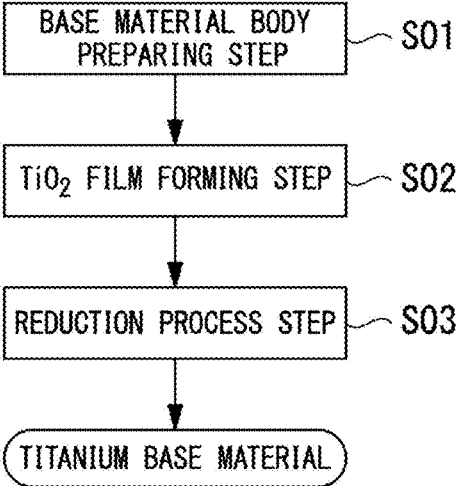 BASE MATERIAL BODY
PREPARING STEP
S01
TiO₂ FILM FORMING STEP
S02
REDUCTION PROCESS STEP
S03
TITANIUM BASE MATERIAL